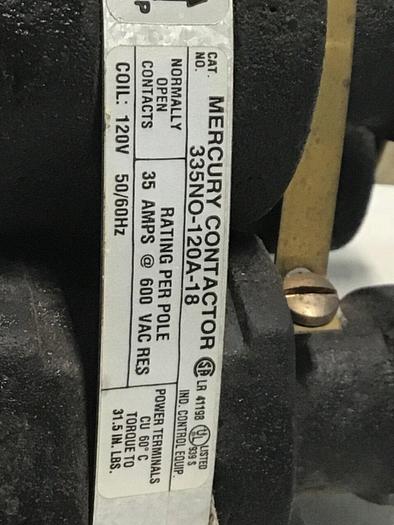 P
MERCURY CONTACTOR
CAT.
NO. 335NO-120A-18
LR 41198 UL LISTED
939 S
IND. CONTROL EQUIP.
NORMALLY
OPEN
CONTACTS
RATING PER POLE
35 AMPS @ 600 VAC RES
COIL: 120V 50/60Hz
POWER TERMINALS
CU 60°C
TORQUE TO
31.5 IN. LBS.